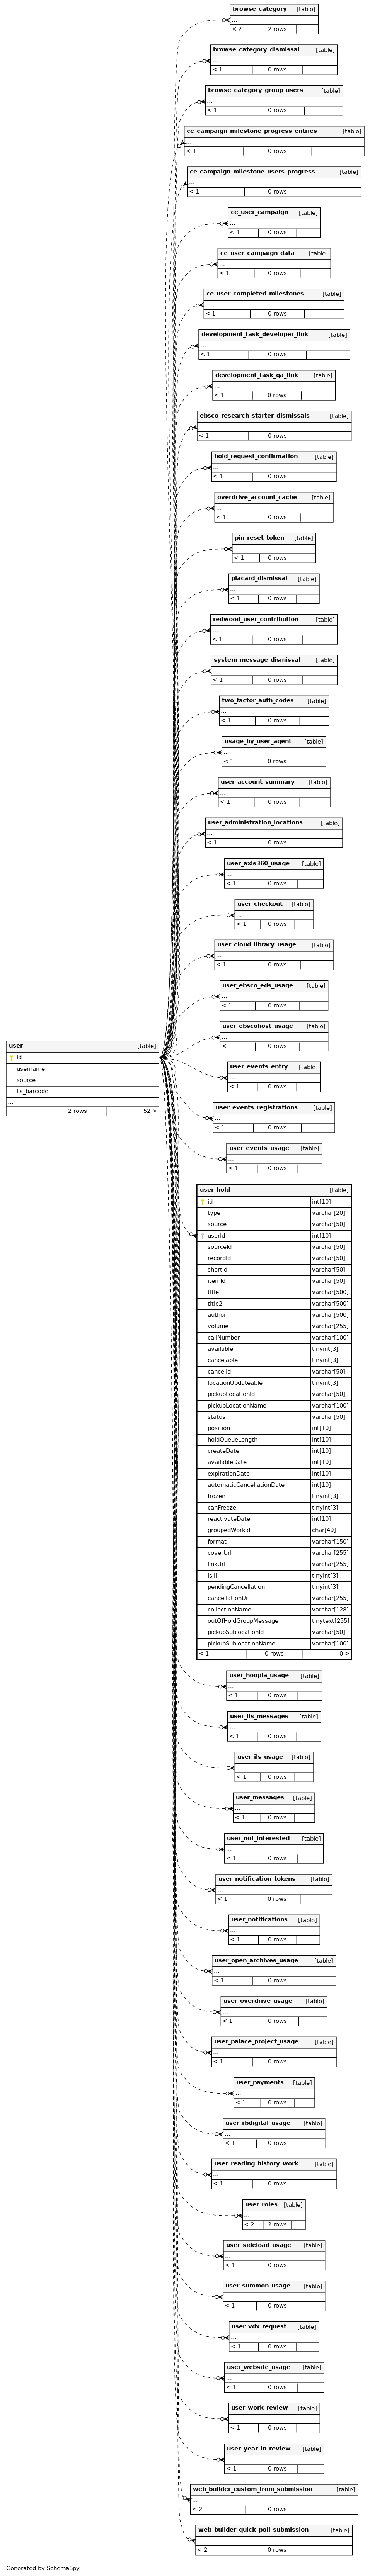 browse_category [table]
...
< 2 2 rows
browse_category_dismissal [table]
...
< 1 0 rows
browse_category_group_users [table]
...
< 1 0 rows
ce_campaign_milestone_progress_entries [table]
...
< 1 0 rows
ce_campaign_milestone_users_progress [table]
...
< 1 0 rows
ce_user_campaign [table]
...
< 1 0 rows
ce_user_campaign_data [table]
...
< 1 0 rows
ce_user_completed_milestones [table]
...
< 1 0 rows
development_task_developer_link [table]
...
< 1 0 rows
development_task_qa_link [table]
...
< 1 0 rows
ebsco_research_starter_dismissals [table]
...
< 1 0 rows
hold_request_confirmation [table]
...
< 1 0 rows
overdrive_account_cache [table]
...
< 1 0 rows
pin_reset_token [table]
...
< 1 0 rows
placard_dismissal [table]
...
< 1 0 rows
redwood_user_contribution [table]
...
< 1 0 rows
system_message_dismissal [table]
...
< 1 0 rows
two_factor_auth_codes [table]
...
< 1 0 rows
usage_by_user_agent [table]
...
< 1 0 rows
user_account_summary [table]
...
< 1 0 rows
user_administration_locations [table]
...
< 1 0 rows
user_axis360_usage [table]
...
< 1 0 rows
user_checkout [table]
...
< 1 0 rows
user_cloud_library_usage [table]
...
< 1 0 rows
user_ebsco_eds_usage [table]
...
< 1 0 rows
user_ebscohost_usage [table]
...
< 1 0 rows
user [table]
id
username
source
ils_barcode
...
2 rows 52 >
user_events_entry [table]
...
< 1 0 rows
user_events_registrations [table]
...
< 1 0 rows
user_events_usage [table]
...
< 1 0 rows
user_hold [table]
id int[10]
type varchar[20]
source varchar[50]
userId int[10]
sourceId varchar[50]
recordId varchar[50]
shortId varchar[50]
itemId varchar[50]
title varchar[500]
title2 varchar[500]
author varchar[500]
volume varchar[255]
callNumber varchar[100]
available tinyint[3]
cancelable tinyint[3]
cancelId varchar[50]
locationUpdateable tinyint[3]
pickupLocationId varchar[50]
pickupLocationName varchar[100]
status varchar[50]
position int[10]
holdQueueLength int[10]
createDate int[10]
availableDate int[10]
expirationDate int[10]
automaticCancellationDate int[10]
frozen tinyint[3]
canFreeze tinyint[3]
reactivateDate int[10]
groupedWorkId char[40]
format varchar[150]
coverUrl varchar[255]
linkUrl varchar[255]
isIll tinyint[3]
pendingCancellation tinyint[3]
cancellationUrl varchar[255]
collectionName varchar[128]
outOfHoldGroupMessage tinytext[255]
pickupSublocationId varchar[50]
pickupSublocationName varchar[100]
< 1 0 rows 0 >
user_hoopla_usage [table]
...
< 1 0 rows
user_ils_messages [table]
...
< 1 0 rows
user_ils_usage [table]
...
< 1 0 rows
user_messages [table]
...
< 1 0 rows
user_not_interested [table]
...
< 1 0 rows
user_notification_tokens [table]
...
< 1 0 rows
user_notifications [table]
...
< 1 0 rows
user_open_archives_usage [table]
...
< 1 0 rows
user_overdrive_usage [table]
...
< 1 0 rows
user_palace_project_usage [table]
...
< 1 0 rows
user_payments [table]
...
< 1 0 rows
user_rbdigital_usage [table]
...
< 1 0 rows
user_reading_history_work [table]
...
< 1 0 rows
user_roles [table]
...
< 2 2 rows
user_sideload_usage [table]
...
< 1 0 rows
user_summon_usage [table]
...
< 1 0 rows
user_vdx_request [table]
...
< 1 0 rows
user_website_usage [table]
...
< 1 0 rows
user_work_review [table]
...
< 1 0 rows
user_year_in_review [table]
...
< 1 0 rows
web_builder_custom_from_submission [table]
...
< 2 0 rows
web_builder_quick_poll_submission [table]
...
< 2 0 rows
Generated by SchemaSpy